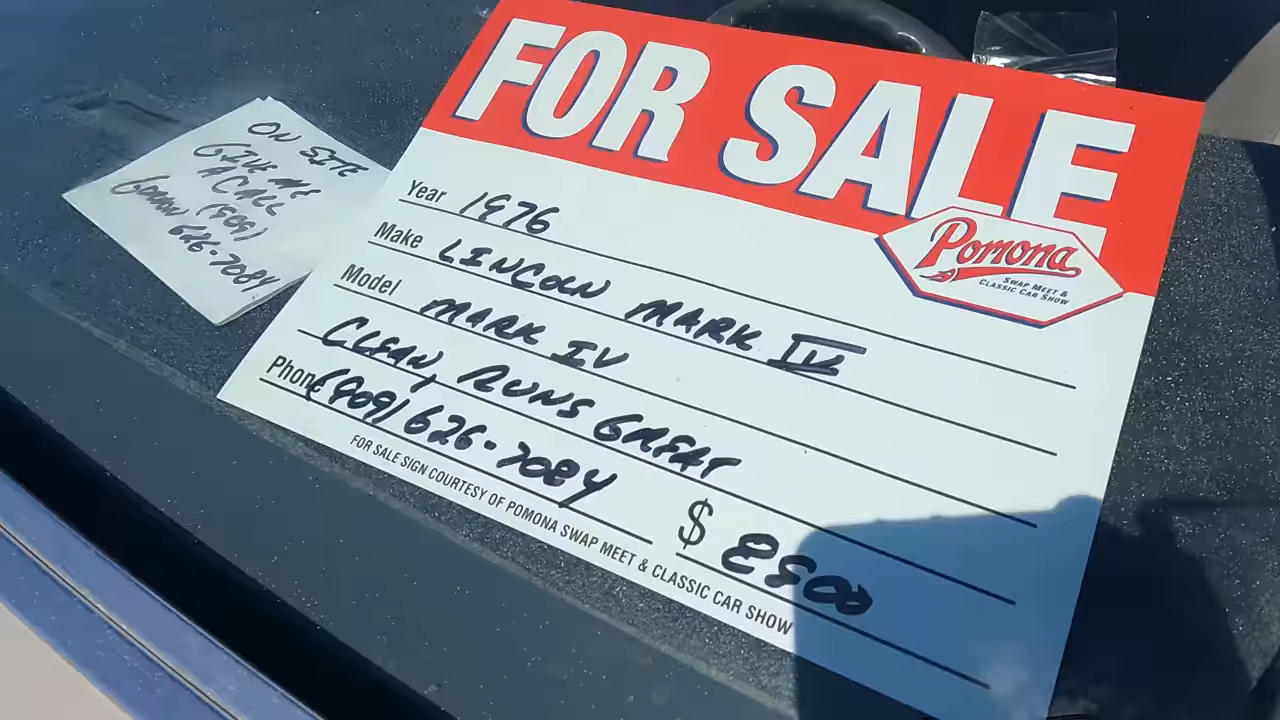 ON SITE
GIVE ME
A CALL
(909)
626-7084
FOR SALE
Pomona
SWAP MEET &
CLASSIC CAR SHOW
Year 1976
Make LINCOLN MARK IV
Model MARK IV
CLEAN, RUNS GREAT
Phone (909) 626-7084 $ 8500
FOR SALE SIGN COURTESY OF POMONA SWAP MEET & CLASSIC CAR SHOW